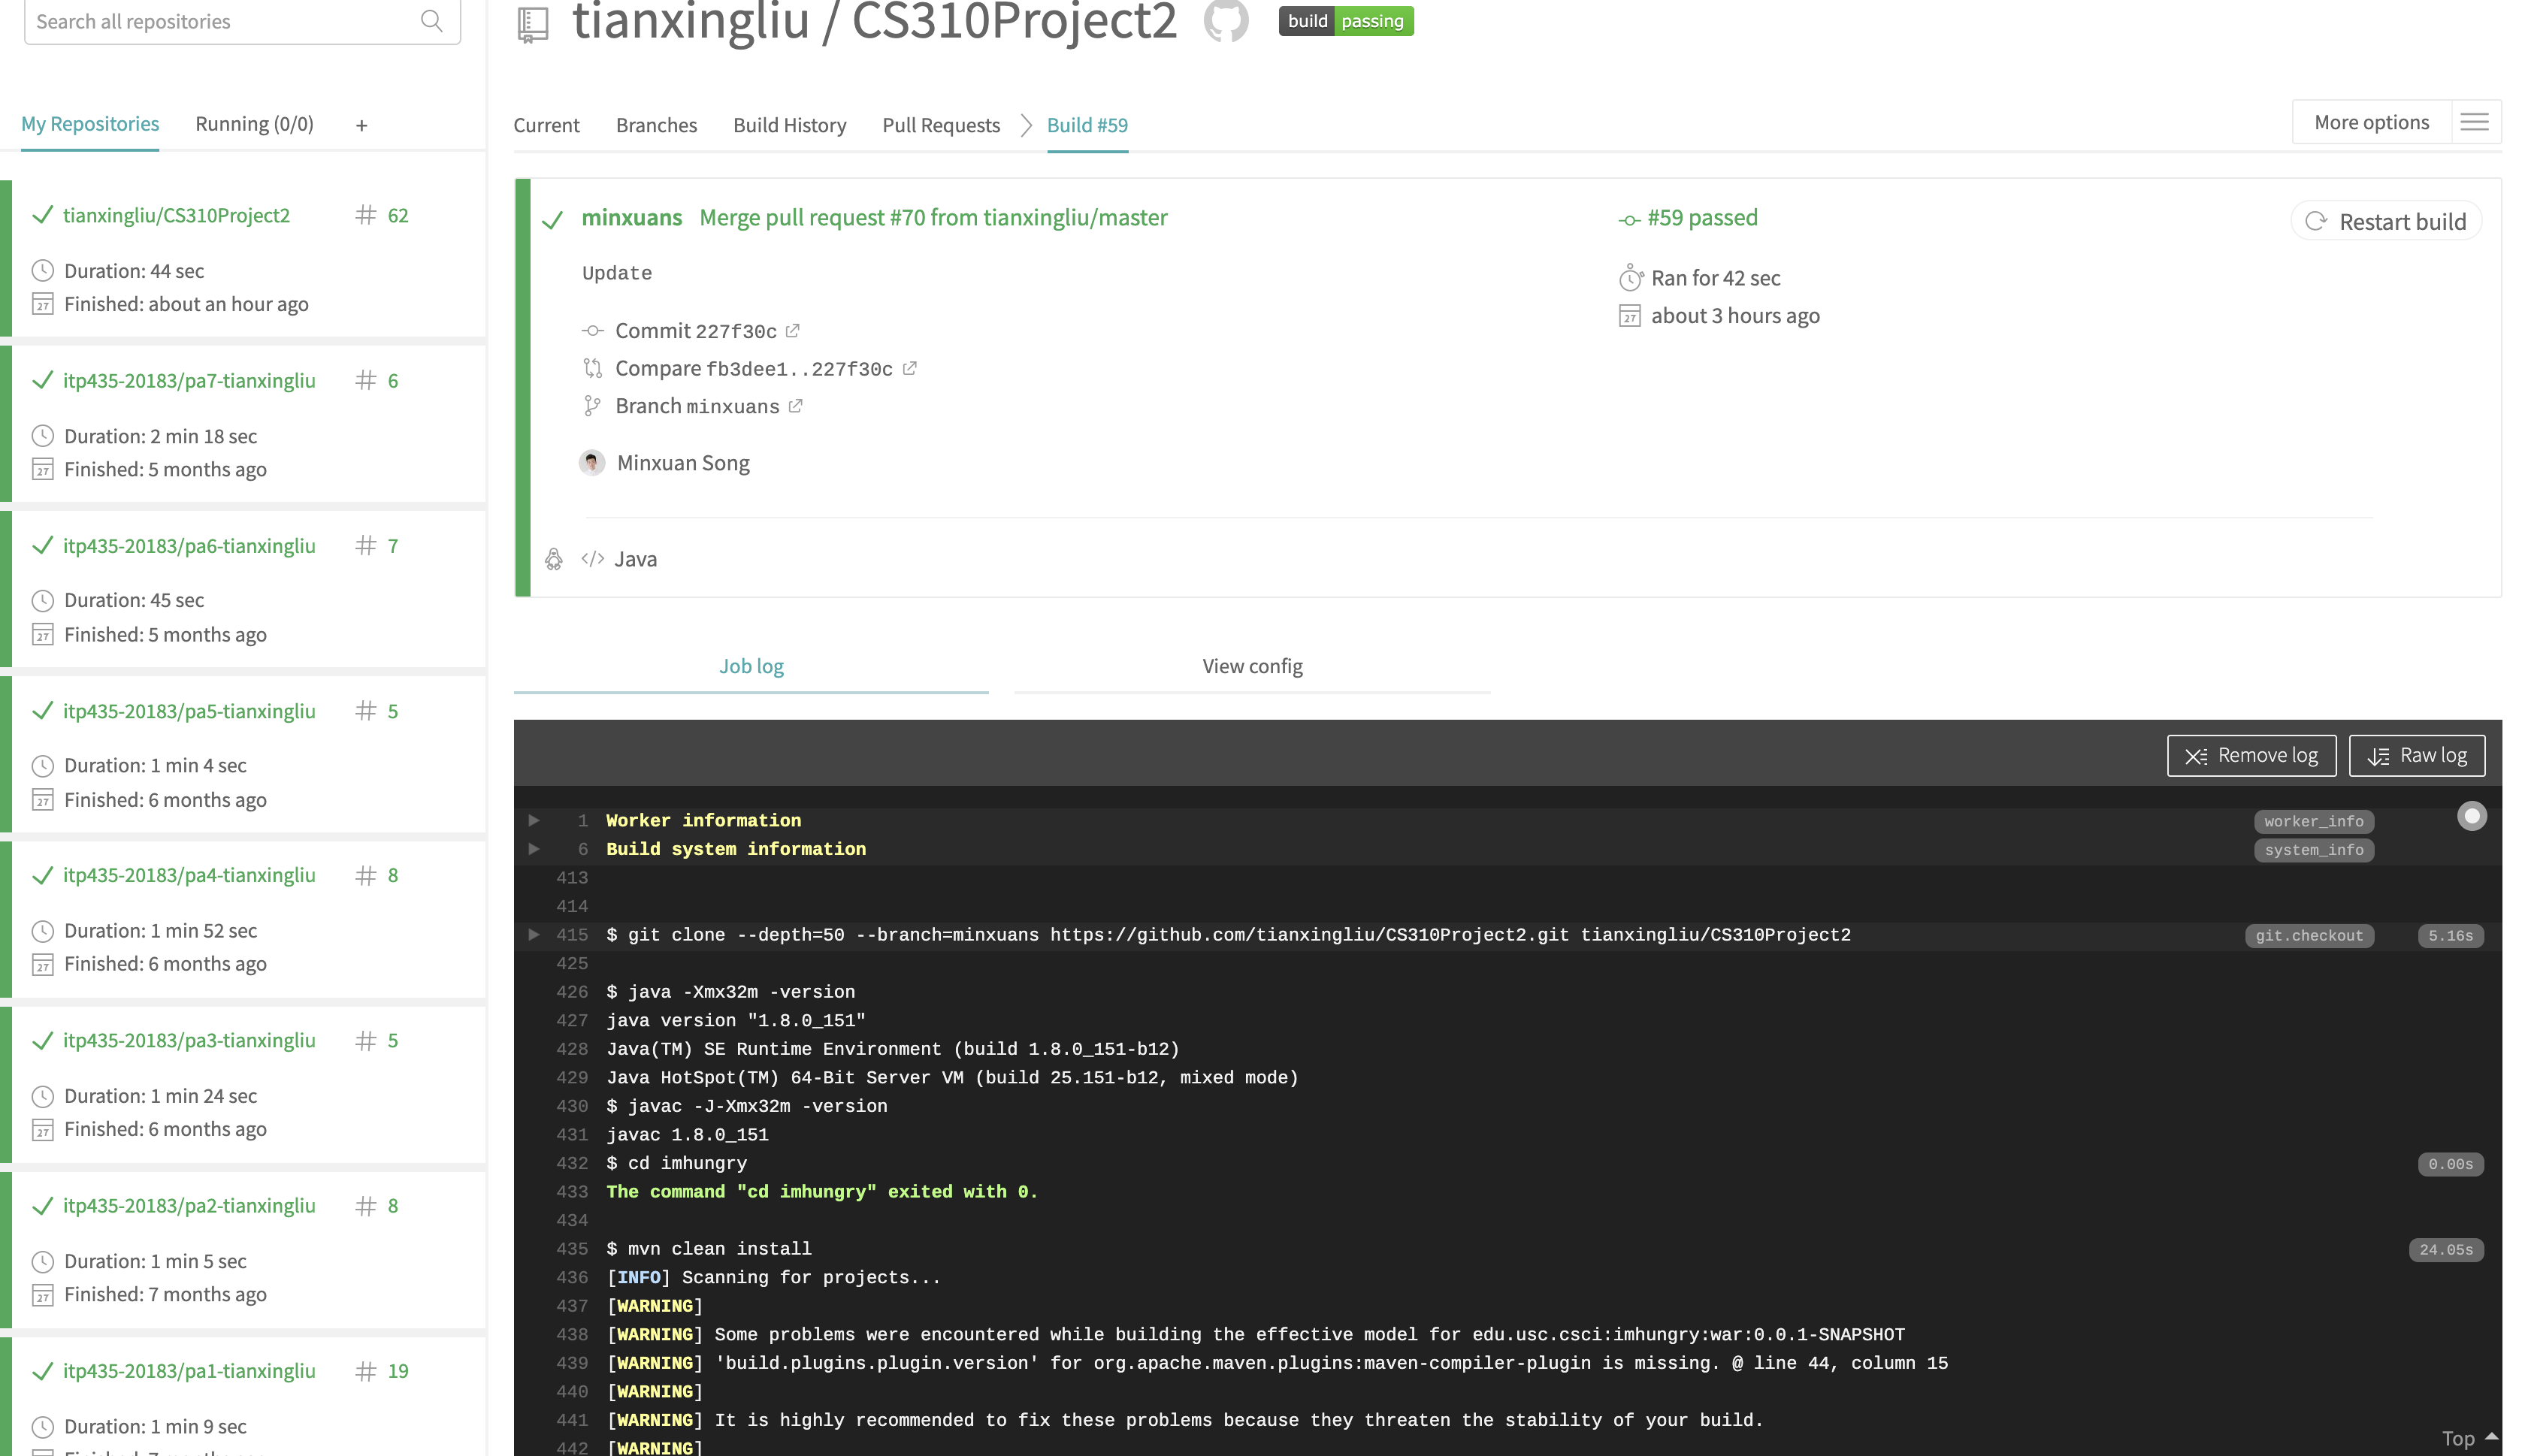 Search all repositories
My Repositories Running (0/0) +
tianxingliu/CS310Project2 # 62
Duration: 44 sec
Finished: about an hour ago
itp435-20183/pa7-tianxingliu # 6
Duration: 2 min 18 sec
Finished: 5 months ago
itp435-20183/pa6-tianxingliu # 7
Duration: 45 sec
Finished: 5 months ago
itp435-20183/pa5-tianxingliu # 5
Duration: 1 min 4 sec
Finished: 6 months ago
itp435-20183/pa4-tianxingliu # 8
Duration: 1 min 52 sec
Finished: 6 months ago
itp435-20183/pa3-tianxingliu # 5
Duration: 1 min 24 sec
Finished: 6 months ago
itp435-20183/pa2-tianxingliu # 8
Duration: 1 min 5 sec
Finished: 7 months ago
itp435-20183/pa1-tianxingliu # 19
Duration: 1 min 9 sec
tianxingliu / CS310Project2 build passing
Current Branches Build History Pull Requests Build #59 More options
minxuans Merge pull request #70 from tianxingliu/master
Update
Commit 227f30c
Compare fb3dee1..227f30c
Branch minxuans
Minxuan Song
</> Java
#59 passed
Ran for 42 sec
about 3 hours ago
Restart build
Job log View config
Remove log Raw log
1 Worker information worker_info
6 Build system information system_info
413
414
415 $ git clone --depth=50 --branch=minxuans https://github.com/tianxingliu/CS310Project2.git tianxingliu/CS310Project2 git.checkout 5.16s
425
426 $ java -Xmx32m -version
427 java version "1.8.0_151"
428 Java(TM) SE Runtime Environment (build 1.8.0_151-b12)
429 Java HotSpot(TM) 64-Bit Server VM (build 25.151-b12, mixed mode)
430 $ javac -J-Xmx32m -version
431 javac 1.8.0_151
432 $ cd imhungry 0.00s
433 The command "cd imhungry" exited with 0.
434
435 $ mvn clean install 24.05s
436 [INFO] Scanning for projects...
437 [WARNING]
438 [WARNING] Some problems were encountered while building the effective model for edu.usc.csci:imhungry:war:0.0.1-SNAPSHOT
439 [WARNING] 'build.plugins.plugin.version' for org.apache.maven.plugins:maven-compiler-plugin is missing. @ line 44, column 15
440 [WARNING]
441 [WARNING] It is highly recommended to fix these problems because they threaten the stability of your build.
442 [WARNING]
Top